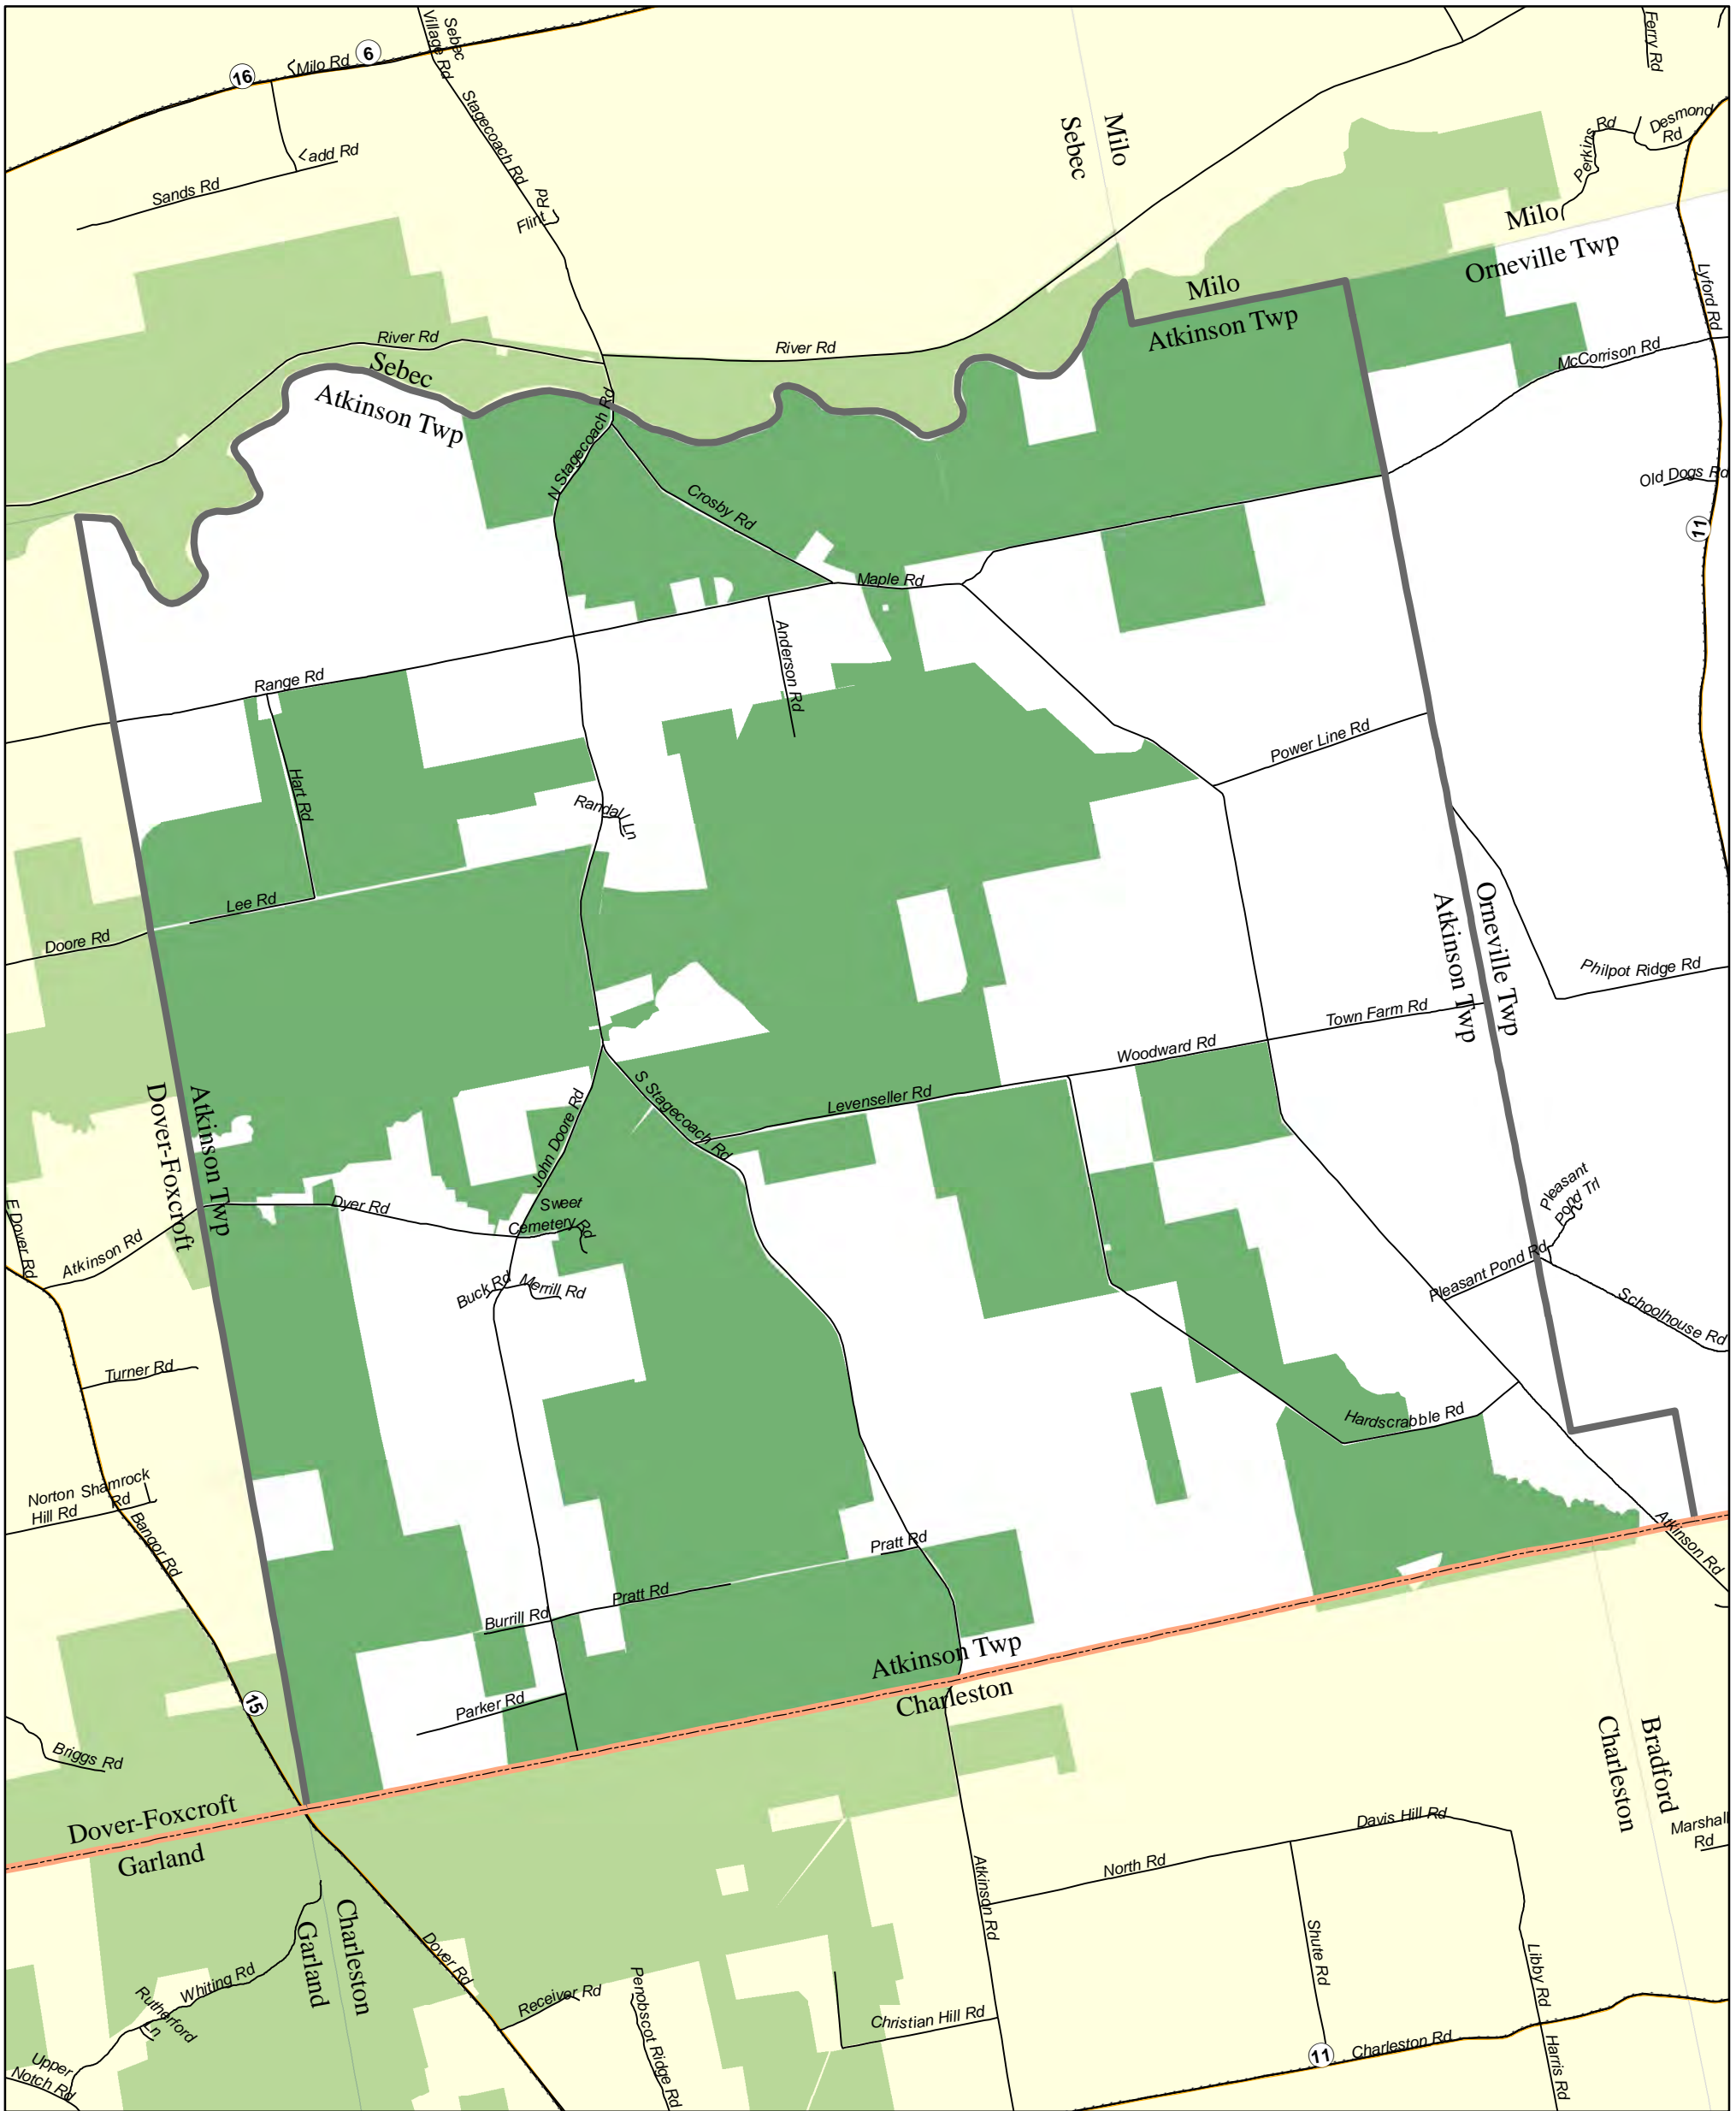 Sebec
Village Rd
6
16
Milo Rd
Ferry Rd
Stagecoach Rd
Ladd Rd
Sands Rd
Flint Rd
Milo
Sebec
Perkins Rd
Desmond
Rd
Milo
Orneville Twp
Lyford Rd
Milo
Atkinson Twp
River Rd
River Rd
Sebec
Atkinson Twp
McCorrison Rd
N Stagecoach Rd
Crosby Rd
Old Dogs Rd
11
Maple Rd
Anderson Rd
Range Rd
Hart Rd
Power Line Rd
Randall Ln
Lee Rd
Doore Rd
Orneville Twp
Atkinson Twp
Philpot Ridge Rd
Town Farm Rd
Woodward Rd
Levenseller Rd
S Stagecoach Rd
John Doore Rd
Atkinson Twp
Dover-Foxcroft
Dyer Rd
Sweet
Cemetery Rd
E Dover Rd
Atkinson Rd
Buck Rd
Merrill Rd
Pleasant
Pond Trl
Pleasant Pond Rd
Schoolhouse Rd
Turner Rd
Hardscrabble Rd
Norton
Hill Rd
Shamrock
Rd
Bangor Rd
Atkinson Rd
Pratt Rd
Pratt Rd
Burrill Rd
Atkinson Twp
Charleston
Parker Rd
15
Briggs Rd
Bradford
Charleston
Dover-Foxcroft
Garland
Davis Hill Rd
Marshall
Rd
North Rd
Atkinson Rd
Shute Rd
Libby Rd
Charleston
Garland
Dover Rd
Whiting Rd
Rutherford
Ln
Receiver Rd
Penobscot Ridge Rd
Christian Hill Rd
11
Charleston Rd
Harris Rd
Upper
Notch Rd